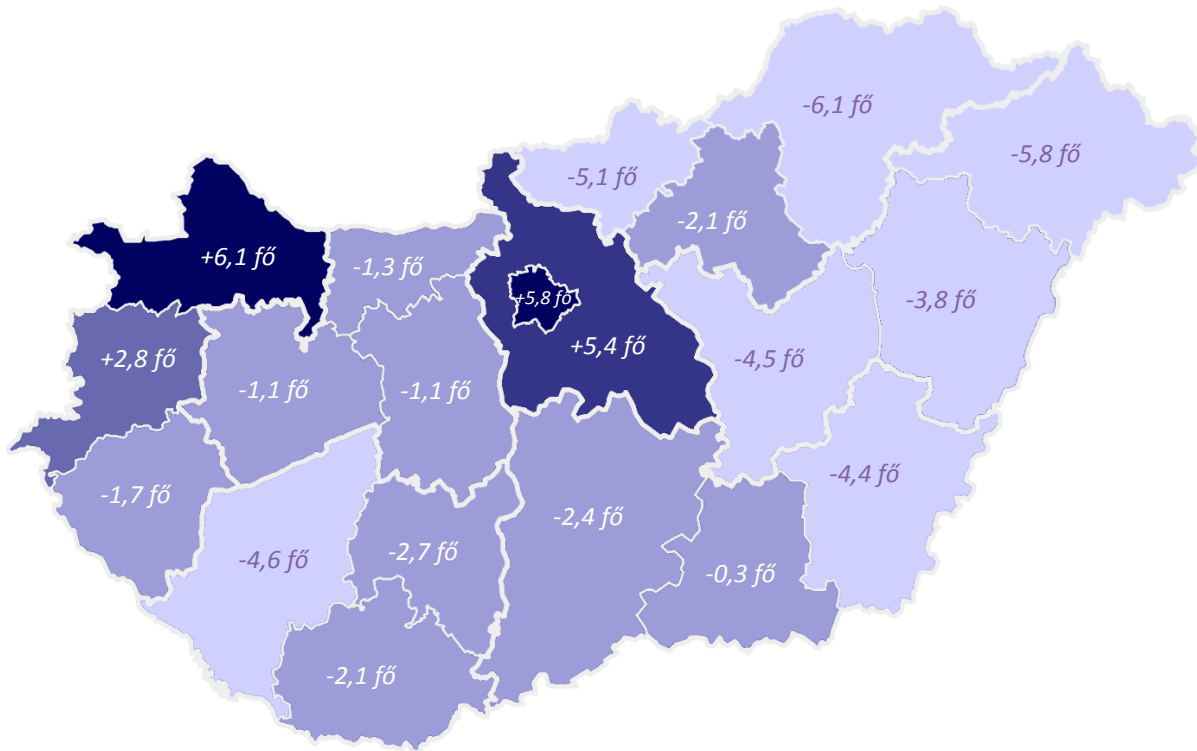 -6,1 fő
-5,8 fő
-5,1 fő
-2,1 fő
+6,1 fő
-1,3 fő
+5,8 fő
-3,8 fő
+5,4 fő
-4,5 fő
+2,8 fő
-1,1 fő
-1,1 fő
-4,4 fő
-1,7 fő
-2,4 fő
-2,7 fő
-4,6 fő
-0,3 fő
-2,1 fő